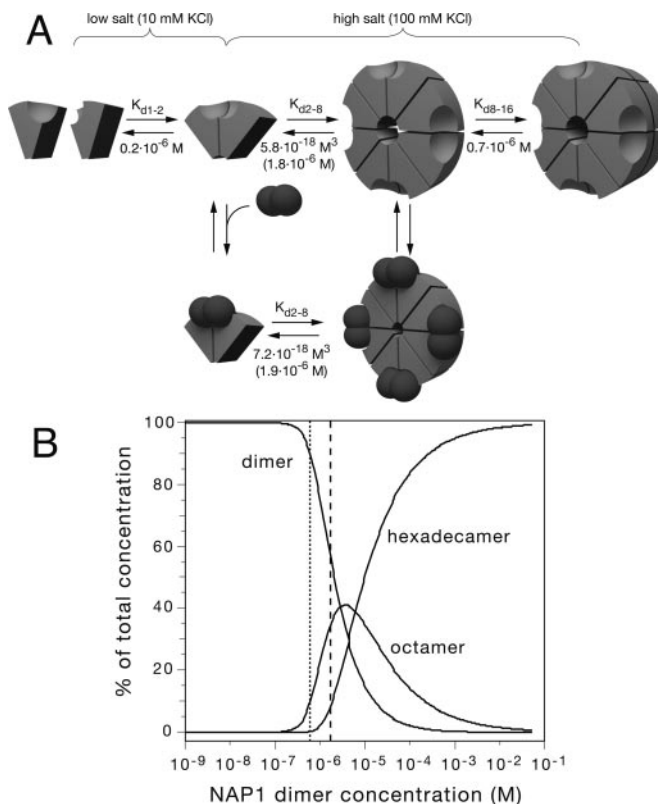 A
low salt (10 mM KCl)
high salt (100 mM KCl)
K_d1-2
0.2·10⁻⁶ M
K_d2-8
5.8·10⁻¹⁸ M³
(1.8·10⁻⁶ M)
K_d8-16
0.7·10⁻⁶ M
K_d2-8
7.2·10⁻¹⁸ M³
(1.9·10⁻⁶ M)
B
% of total concentration
100
80
60
40
20
0
dimer
hexadecamer
octamer
10⁻⁹ 10⁻⁸ 10⁻⁷ 10⁻⁶ 10⁻⁵ 10⁻⁴ 10⁻³ 10⁻² 10⁻¹
NAP1 dimer concentration (M)